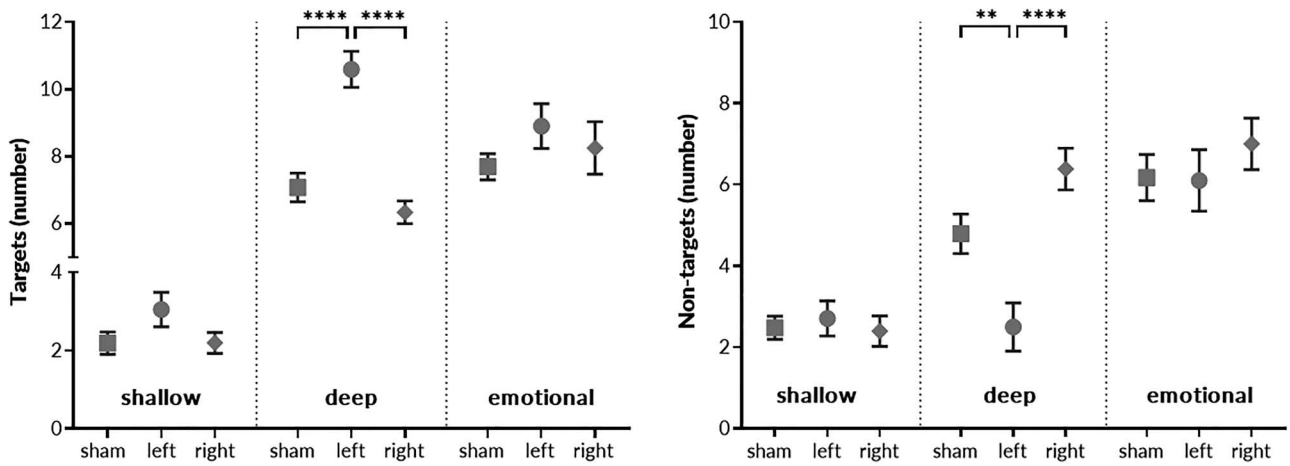 12
10
8
6
4
2
0
Targets (number)
**** ****
shallow
deep
emotional
sham left right sham left right sham left right
10
8
6
4
2
0
Non-targets (number)
** ****
shallow
deep
emotional
sham left right sham left right sham left right